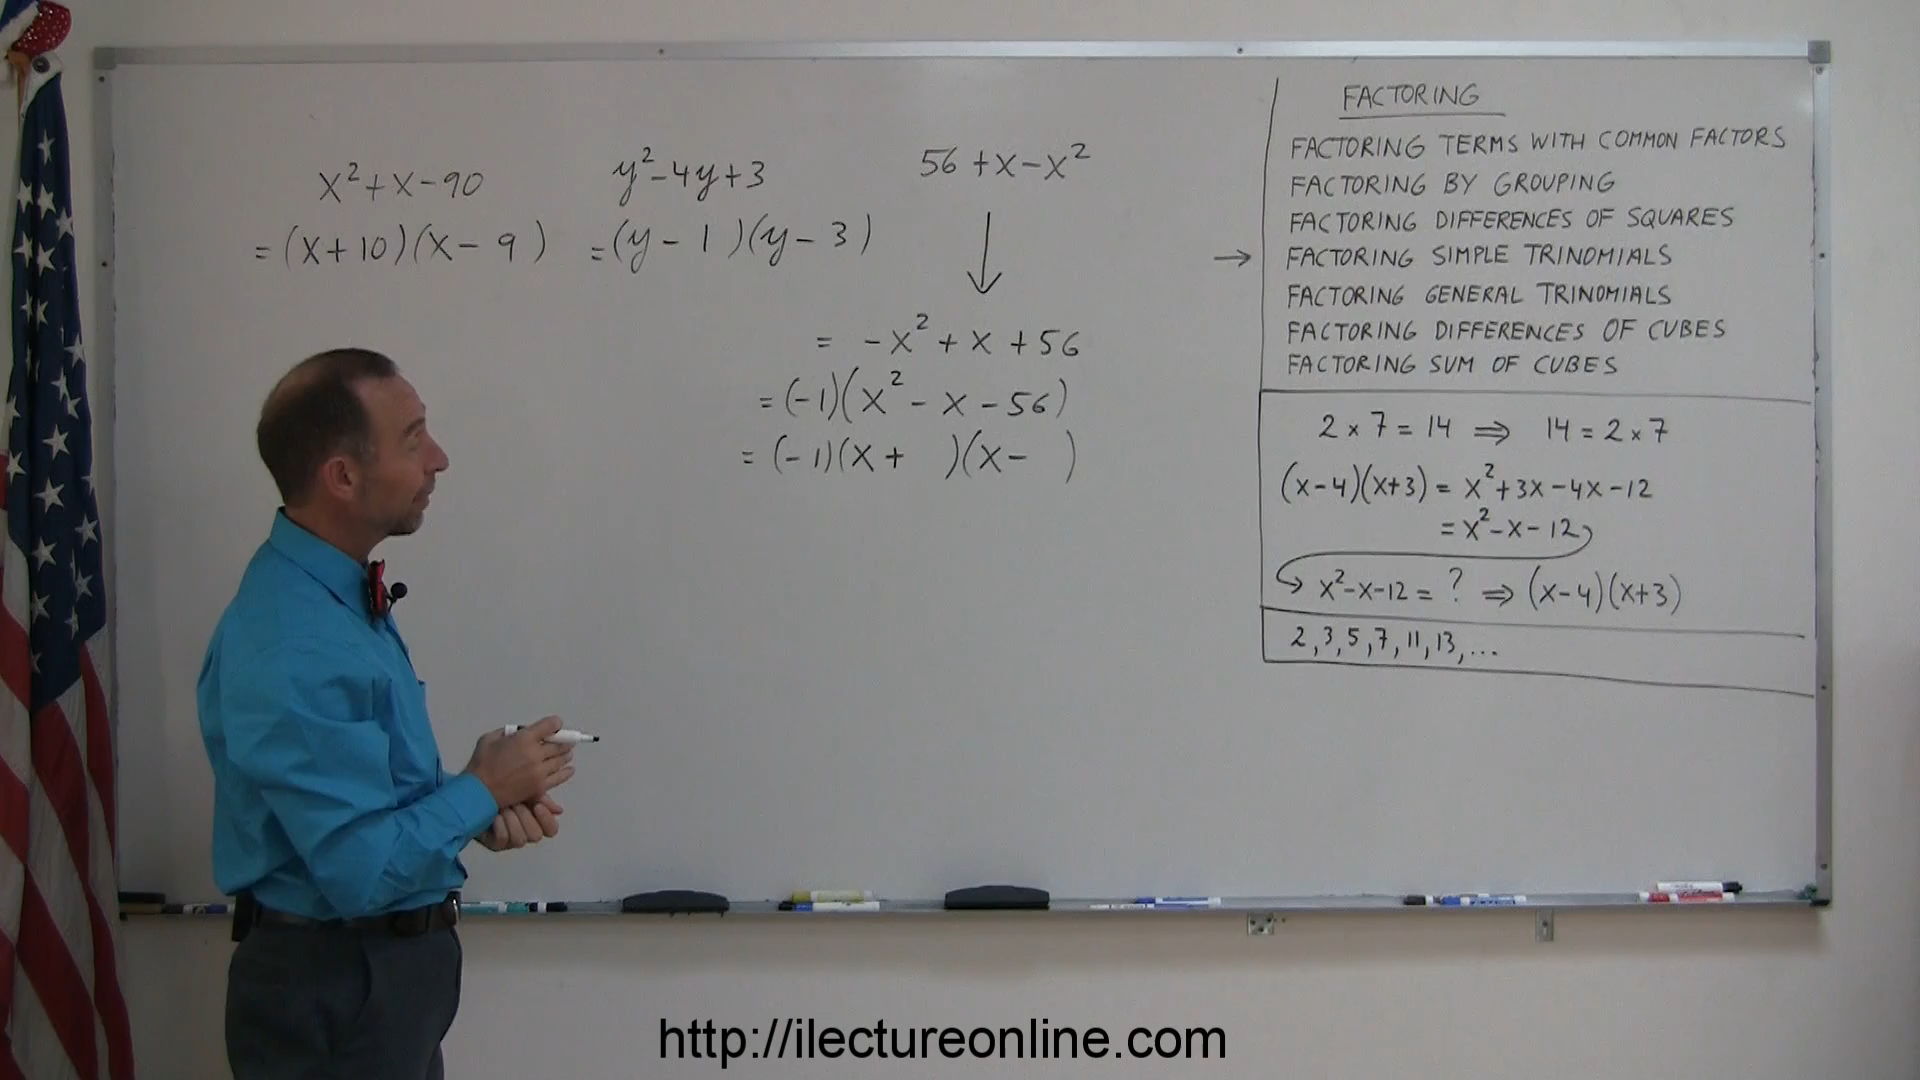 x²+x-90
=(x+10)(x-9)
y²-4y+3
=(y-1)(y-3)
56+x-x²
= -x²+x+56
=(-1)(x²-x-56)
=(-1)(x+ )(x- )
FACTORING
FACTORING TERMS WITH COMMON FACTORS
FACTORING BY GROUPING
FACTORING DIFFERENCES OF SQUARES
→ FACTORING SIMPLE TRINOMIALS
FACTORING GENERAL TRINOMIALS
FACTORING DIFFERENCES OF CUBES
FACTORING SUM OF CUBES
2×7=14 ⇒ 14=2×7
(x-4)(x+3)=x²+3x-4x-12
=x²-x-12
x²-x-12=? ⇒ (x-4)(x+3)
2,3,5,7,11,13,...
http://ilectureonline.com